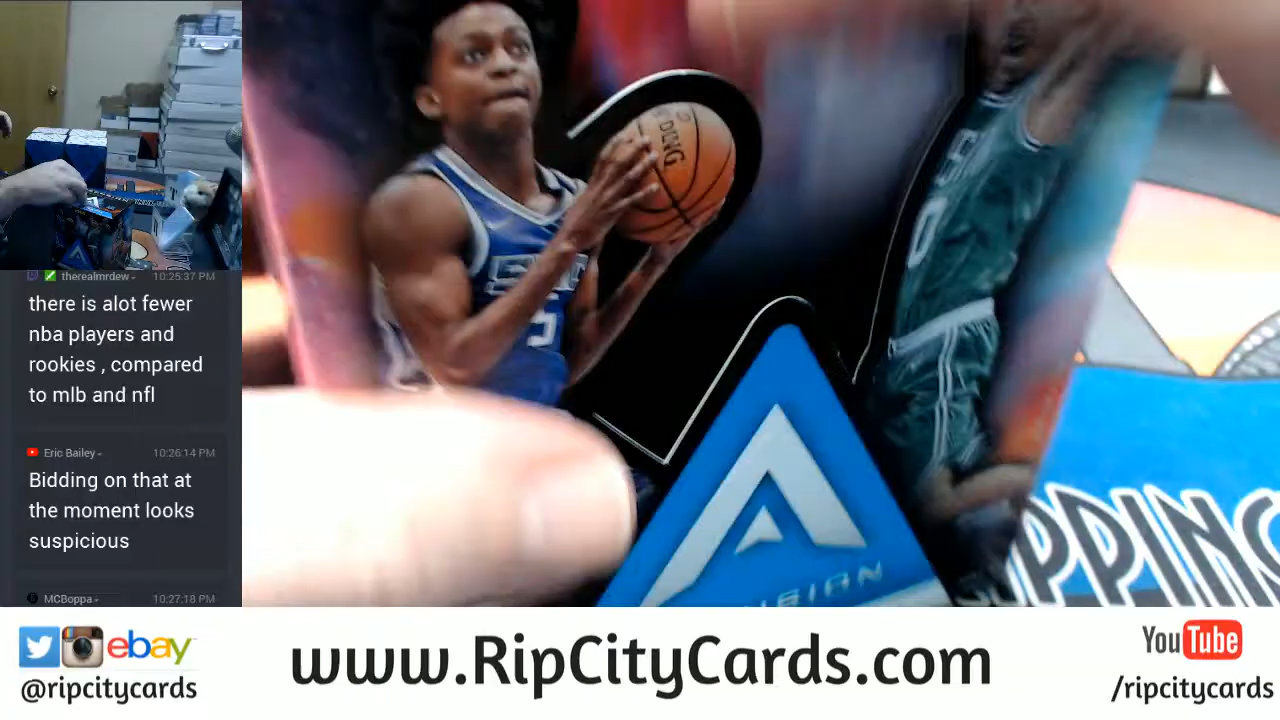 therealmrdew
10:25:37 PM
there is alot fewer
nba players and
rookies , compared
to mlb and nfl
Eric Bailey
10:26:14 PM
Bidding on that at
the moment looks
suspicious
MCBoppa
10:27:18 PM
5
0
ebay
@ripcitycards
www.RipCityCards.com
YouTube
/ripcitycards